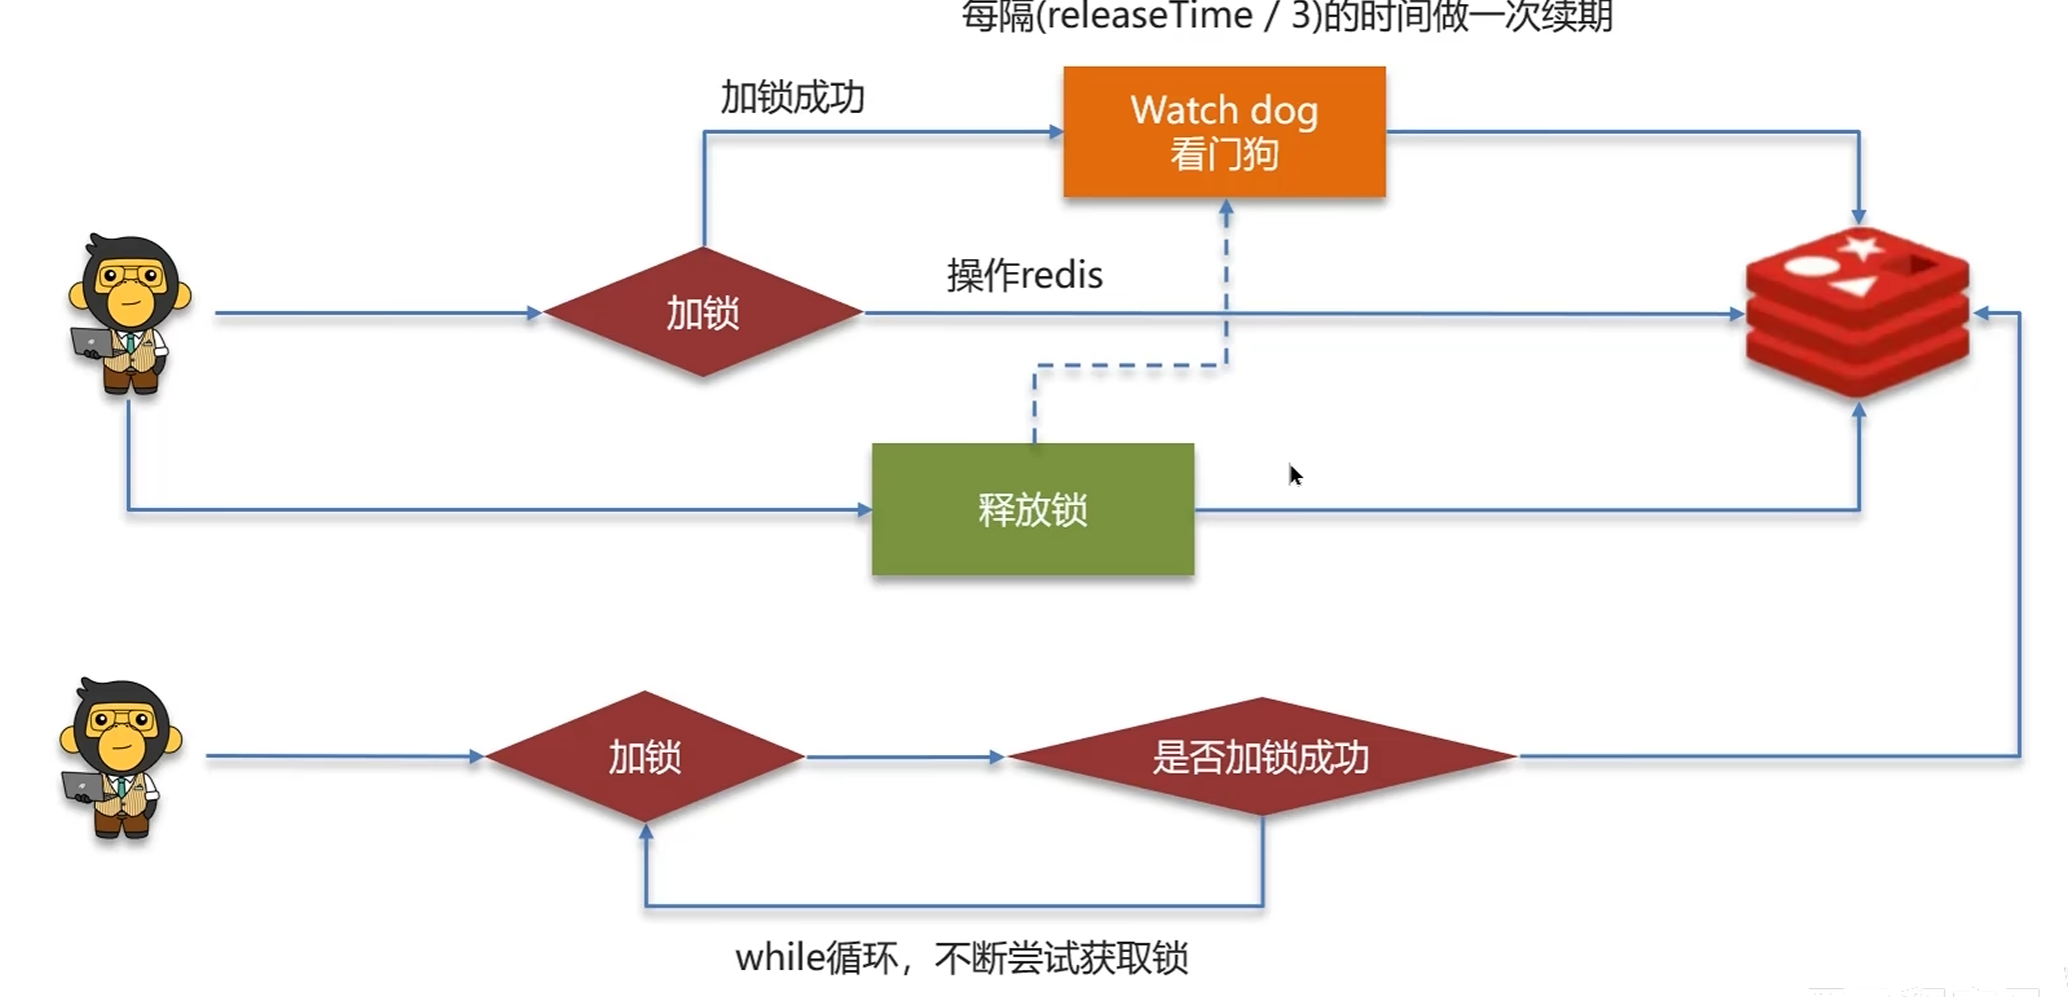 每隔(releaseTime / 3)的时间做一次续期
加锁成功
Watch dog
看门狗
操作redis
加锁
释放锁
加锁
是否加锁成功
while循环，不断尝试获取锁